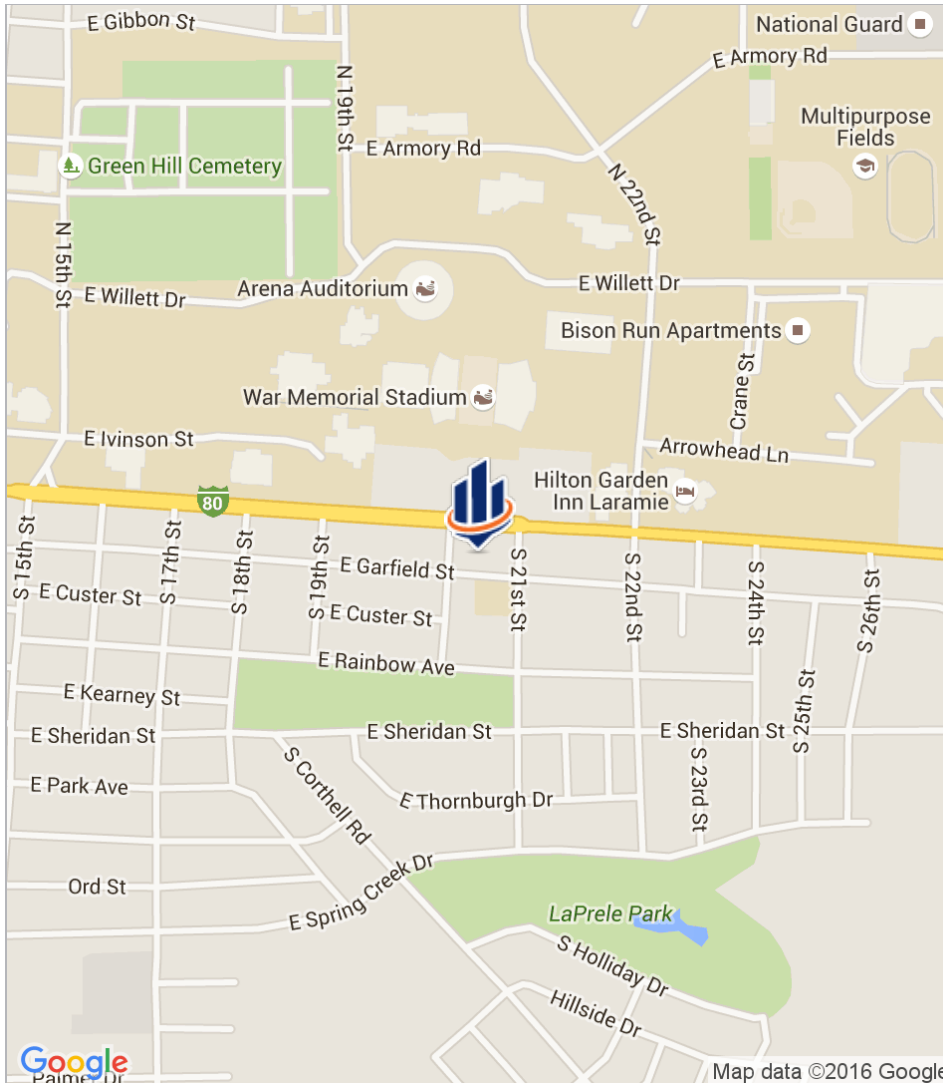 E Gibbon St
National Guard
E Armory Rd
N 19th St
Multipurpose
Fields
E Armory Rd
Green Hill Cemetery
N 22nd St
N 15th St
E Willett Dr
E Willett Dr
Arena Auditorium
Bison Run Apartments
Crane St
War Memorial Stadium
E Ivinson St
Arrowhead Ln
Hilton Garden
Inn Laramie
80
S 15th St
S 17th St
S 18th St
S 19th St
E Garfield St
S 21st St
S 22nd St
S 24th St
S 26th St
E Custer St
E Custer St
E Rainbow Ave
E Kearney St
S 25th St
E Sheridan St
E Sheridan St
E Sheridan St
S Corthell Rd
S 23rd St
E Park Ave
E Thornburgh Dr
Ord St
E Spring Creek Dr
LaPrele Park
S Holliday Dr
Hillside Dr
Google
Palmer Dr
Map data ©2016 Google